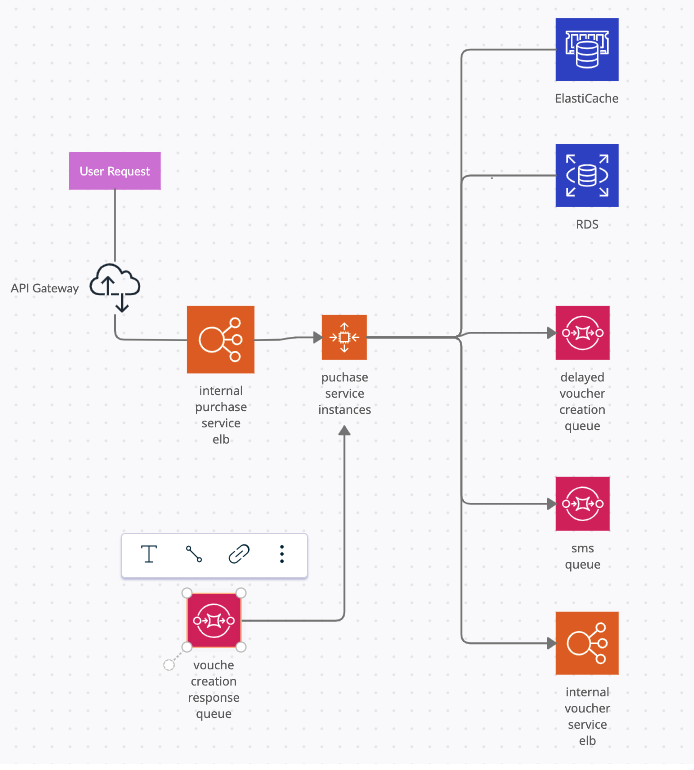 ElastiCache
User Request
RDS
API Gateway
internal
purchase
service
elb
puchase
service
instances
delayed
voucher
creation
queue
sms
queue
T
vouche
creation
response
queue
internal
voucher
service
elb